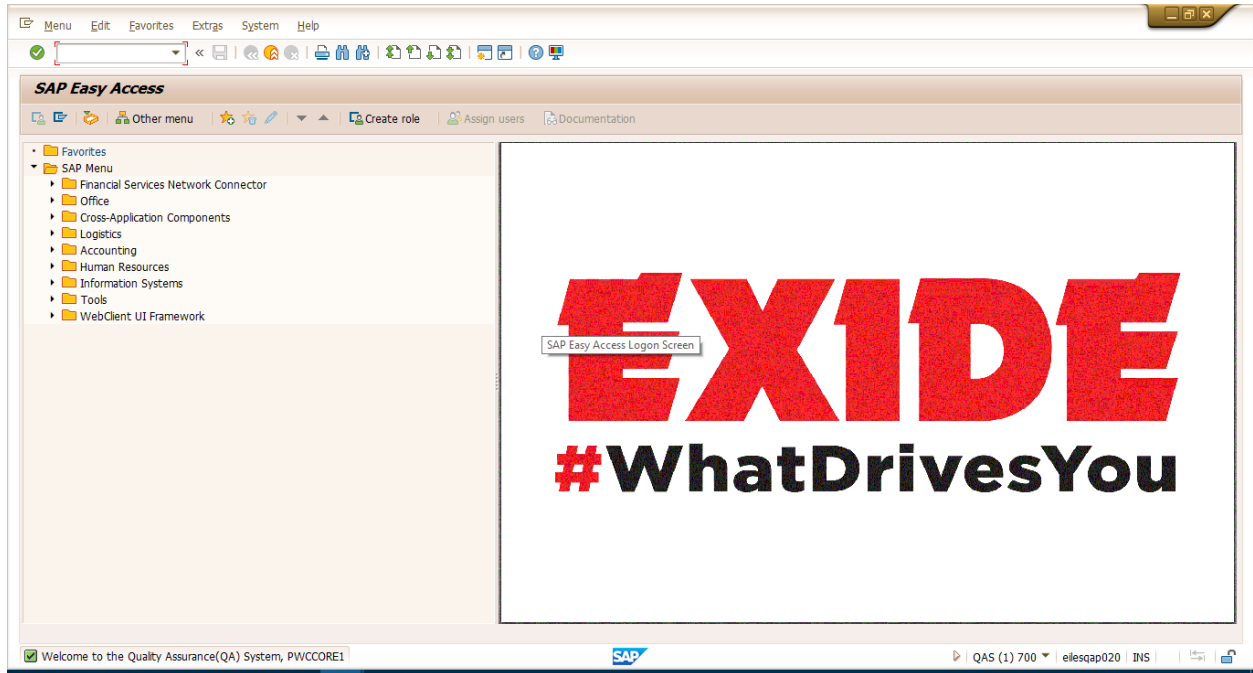 Menu Edit Favorites Extras System Help
SAP Easy Access
Other menu Create role Assign users Documentation
Favorites
SAP Menu
Financial Services Network Connector
Office
Cross-Application Components
Logistics
Accounting
Human Resources
Information Systems
Tools
WebClient UI Framework
EXIDE
SAP Easy Access Logon Screen
#WhatDrivesYou
Welcome to the Quality Assurance(QA) System, PWCCORE1 SAP QAS (1) 700 eilesqap020 INS